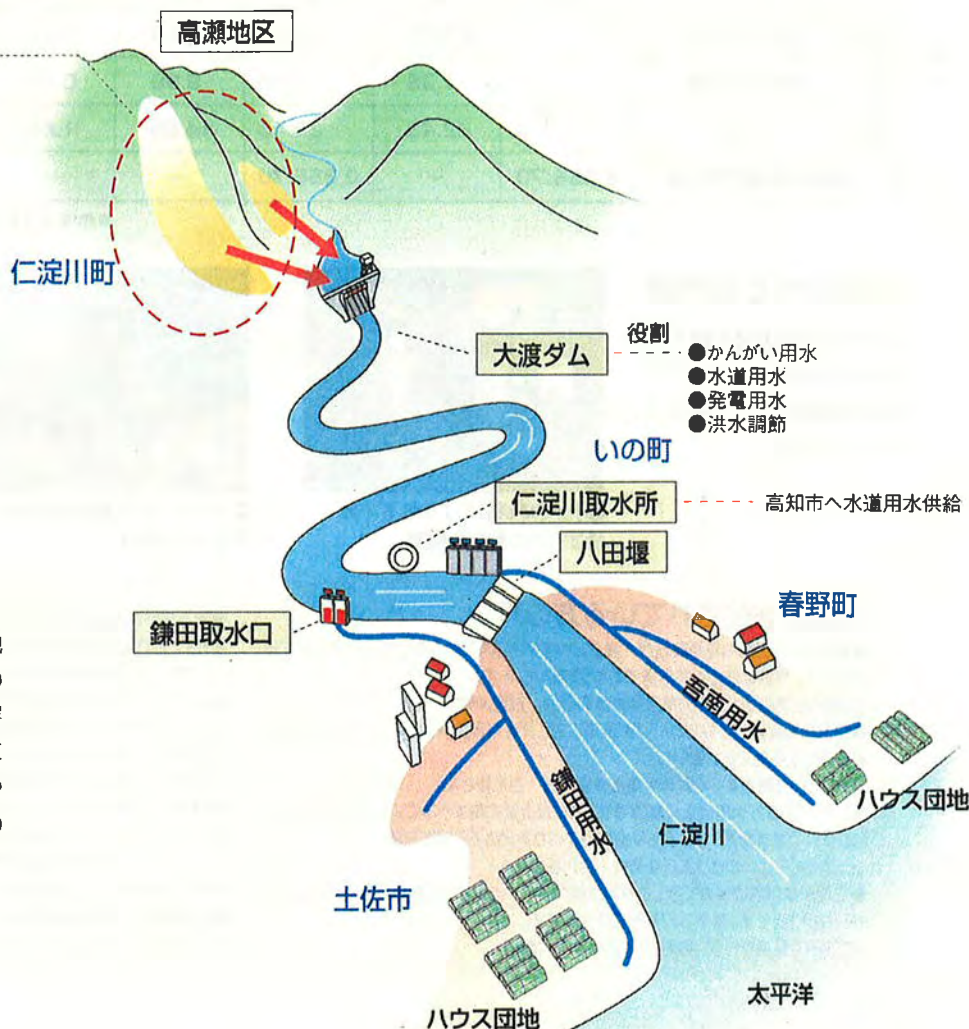 高瀬地区
仁淀川町
大渡ダム
役割
●かんがい用水
●水道用水
●発電用水
●洪水調節
いの町
仁淀川取水所
高知市へ水道用水供給
八田堰
春野町
鎌田取水口
吾南用水
ハウス団地
鎌田用水
仁淀川
土佐市
ハウス団地
太平洋